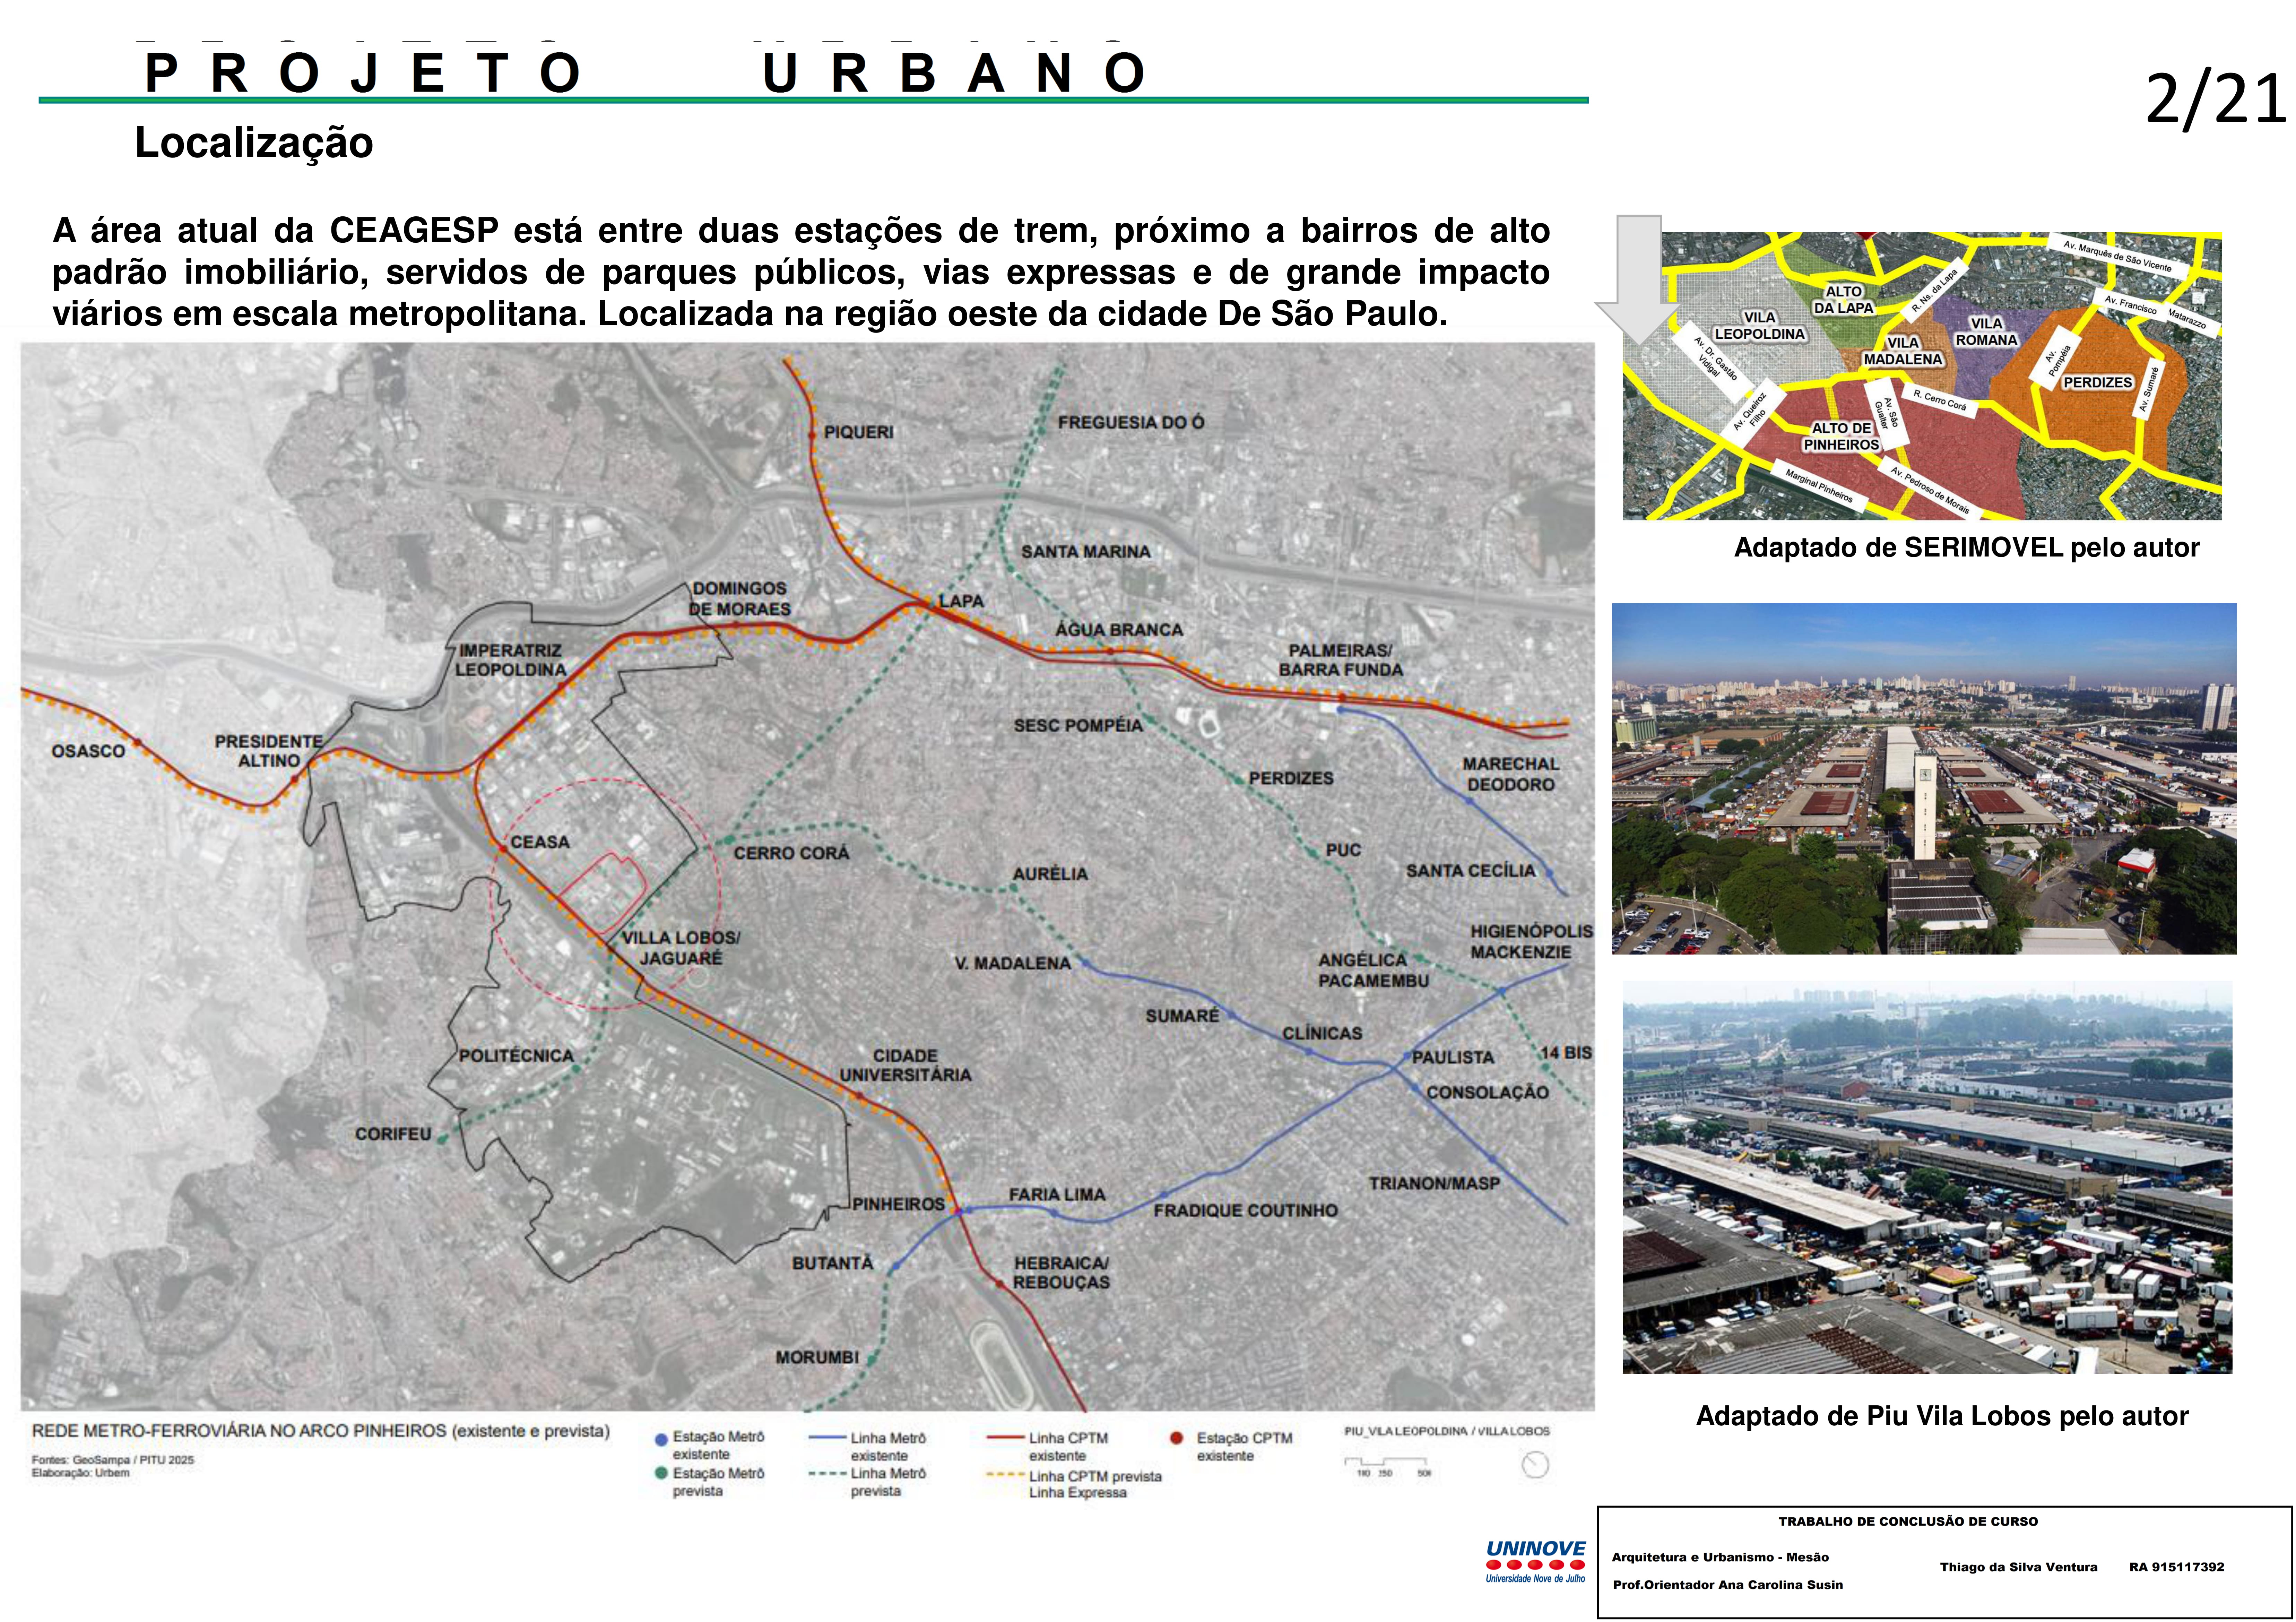 PROJETO URBANO
2/21
Localização
A área atual da CEAGESP está entre duas estações de trem, próximo a bairros de alto
padrão imobiliário, servidos de parques públicos, vias expressas e de grande impacto
viários em escala metropolitana. Localizada na região oeste da cidade De São Paulo.
PIQUERI
FREGUESIA DO Ó
SANTA MARINA
DOMINGOS
DE MORAES
LAPA
ÁGUA BRANCA
IMPERATRIZ
LEOPOLDINA
PALMEIRAS/
BARRA FUNDA
SESC POMPÉIA
OSASCO
PRESIDENTE
ALTINO
PERDIZES
MARECHAL
DEODORO
CEASA
CERRO CORÁ
PUC
AURÉLIA
SANTA CECÍLIA
VILLA LOBOS/
JAGUARÉ
HIGIENÓPOLIS
MACKENZIE
V. MADALENA
ANGÉLICA
PACAMEMBU
SUMARÉ
CLÍNICAS
POLITÉCNICA
CIDADE
UNIVERSITÁRIA
PAULISTA
14 BIS
CONSOLAÇÃO
CORIFEU
TRIANON/MASP
PINHEIROS
FARIA LIMA
FRADIQUE COUTINHO
BUTANTÃ
HEBRAICA/
REBOUÇAS
MORUMBI
REDE METRO-FERROVIÁRIA NO ARCO PINHEIROS (existente e prevista)
Fontes: GeoSampa / PITU 2025
Elaboração: Urbem
Estação Metrô
existente
Estação Metrô
prevista
Linha Metrô
existente
Linha Metrô
prevista
Linha CPTM
existente
Linha CPTM prevista
Linha Expressa
Estação CPTM
existente
PIU_VILA LEOPOLDINA / VILLA LOBOS
Av. Marquês de São Vicente
ALTO
DA LAPA
R. Ns. da Lapa
Av. Francisco Matarazzo
VILA
LEOPOLDINA
VILA
ROMANA
VILA
MADALENA
Av. Dr. Gastão
Vidigal
Av.
Pompéia
PERDIZES
Av. Sumaré
Av. Queiroz
Filho
Av. São
Gualter
R. Cerro Corá
ALTO DE
PINHEIROS
Marginal Pinheiros
Av. Pedroso de Morais
Adaptado de SERIMOVEL pelo autor
Adaptado de Piu Vila Lobos pelo autor
UNINOVE
Universidade Nove de Julho
TRABALHO DE CONCLUSÃO DE CURSO
Arquitetura e Urbanismo - Mesão
Thiago da Silva Ventura RA 915117392
Prof.Orientador Ana Carolina Susin